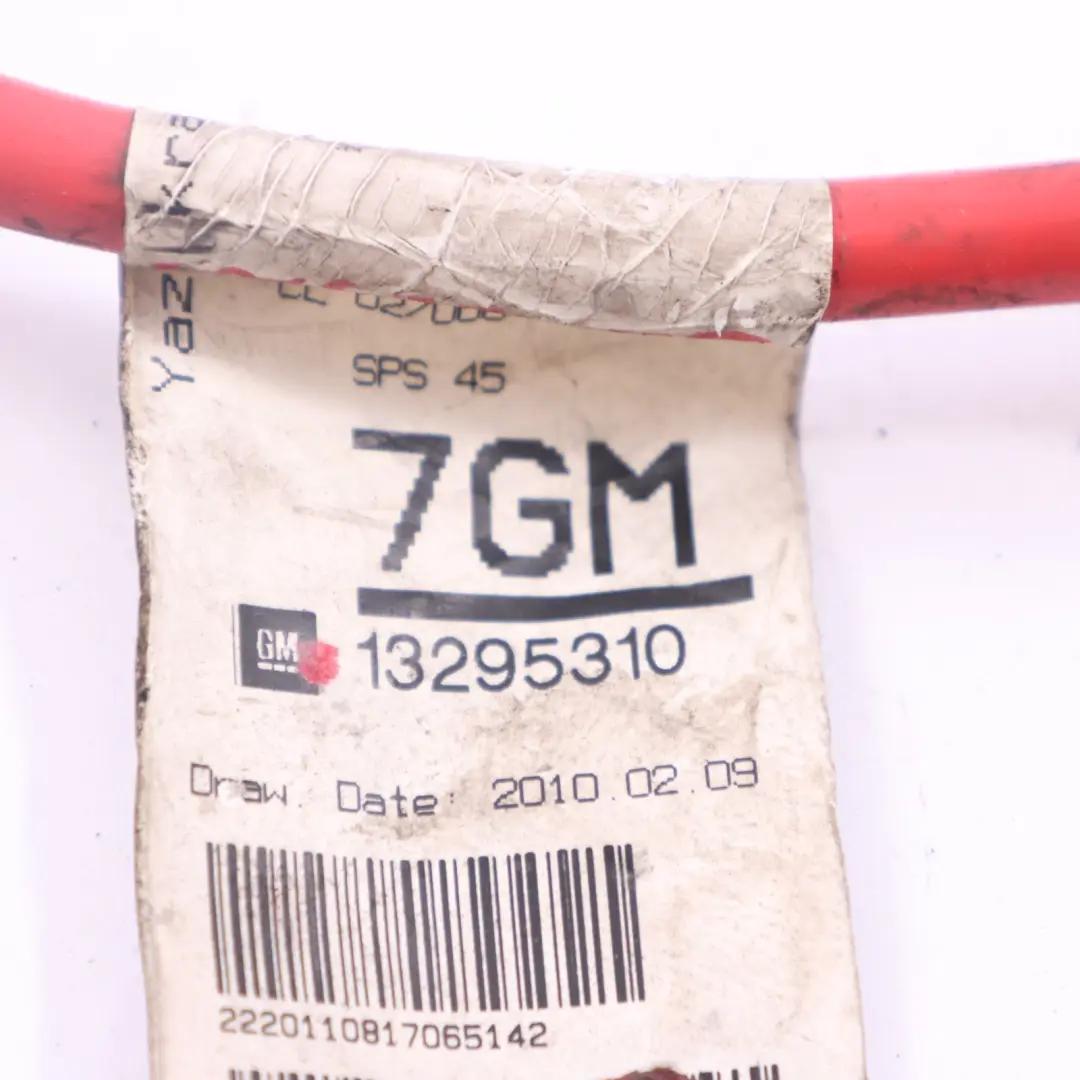 SPS 45
7GM
GM 13295310
Draw. Date: 2010.02.09
2220110817065142